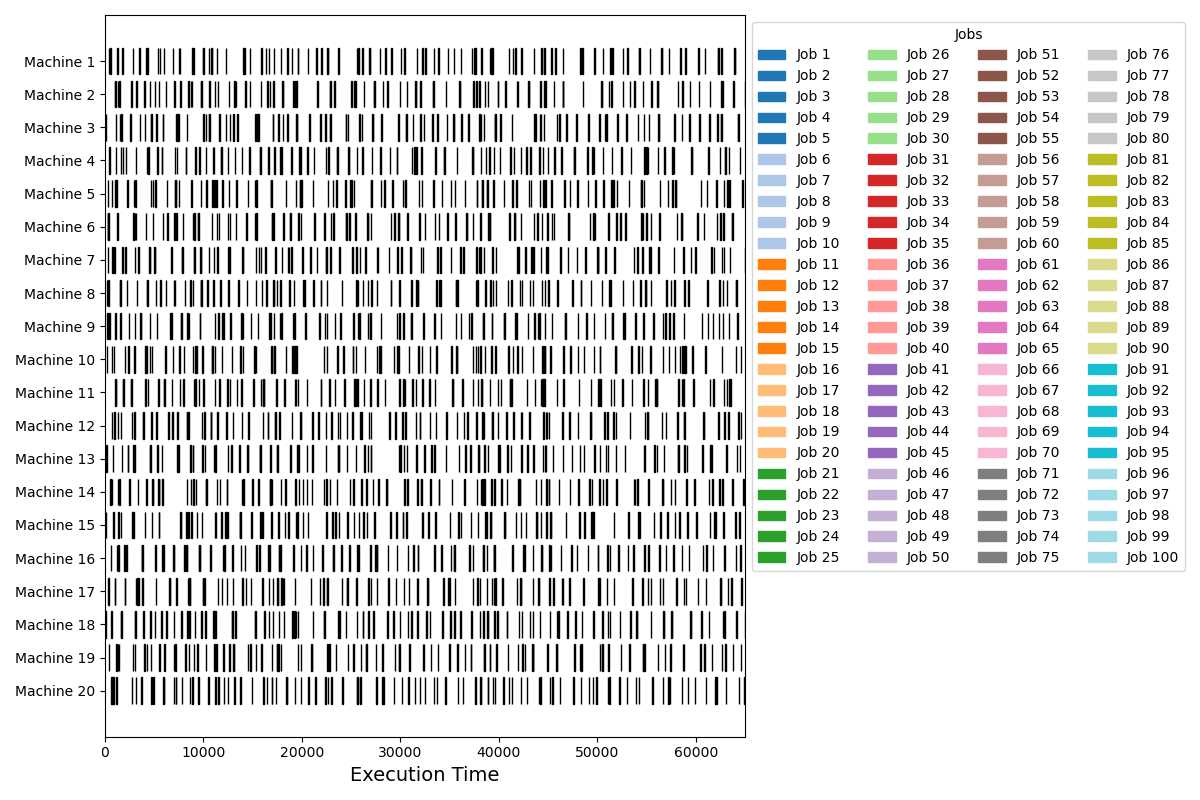 Machine 1
Machine 2
Machine 3
Machine 4
Machine 5
Machine 6
Machine 7
Machine 8
Machine 9
Machine 10
Machine 11
Machine 12
Machine 13
Machine 14
Machine 15
Machine 16
Machine 17
Machine 18
Machine 19
Machine 20
0 10000 20000 30000 40000 50000 60000
Execution Time
Jobs
Job 1 Job 26 Job 51 Job 76
Job 2 Job 27 Job 52 Job 77
Job 3 Job 28 Job 53 Job 78
Job 4 Job 29 Job 54 Job 79
Job 5 Job 30 Job 55 Job 80
Job 6 Job 31 Job 56 Job 81
Job 7 Job 32 Job 57 Job 82
Job 8 Job 33 Job 58 Job 83
Job 9 Job 34 Job 59 Job 84
Job 10 Job 35 Job 60 Job 85
Job 11 Job 36 Job 61 Job 86
Job 12 Job 37 Job 62 Job 87
Job 13 Job 38 Job 63 Job 88
Job 14 Job 39 Job 64 Job 89
Job 15 Job 40 Job 65 Job 90
Job 16 Job 41 Job 66 Job 91
Job 17 Job 42 Job 67 Job 92
Job 18 Job 43 Job 68 Job 93
Job 19 Job 44 Job 69 Job 94
Job 20 Job 45 Job 70 Job 95
Job 21 Job 46 Job 71 Job 96
Job 22 Job 47 Job 72 Job 97
Job 23 Job 48 Job 73 Job 98
Job 24 Job 49 Job 74 Job 99
Job 25 Job 50 Job 75 Job 100